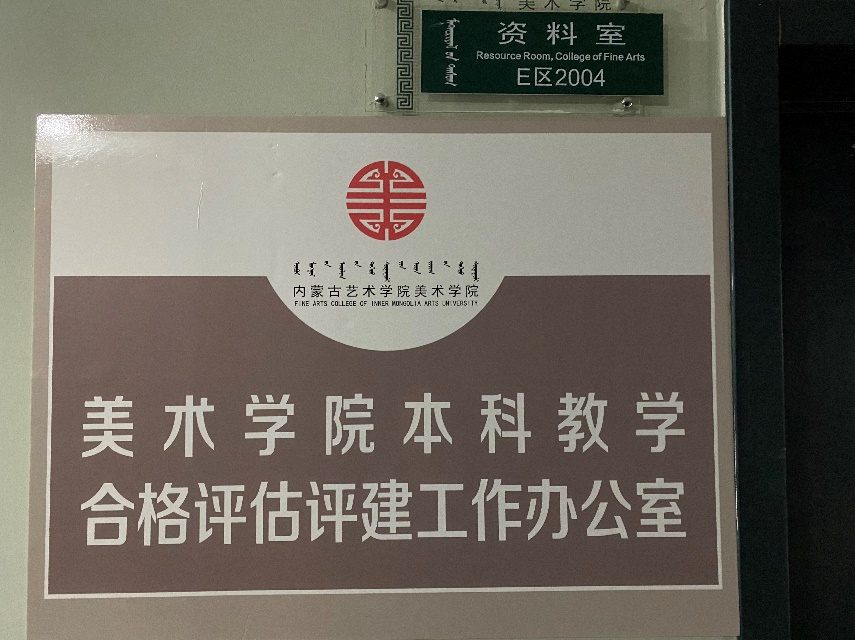 美术学院
资料室
Resource Room, College of Fine Arts
E区2004
内蒙古艺术学院美术学院
FINE ARTS COLLEGE OF INNER MONGOLIA ARTS UNIVERSITY
美术学院本科教学
合格评估评建工作办公室